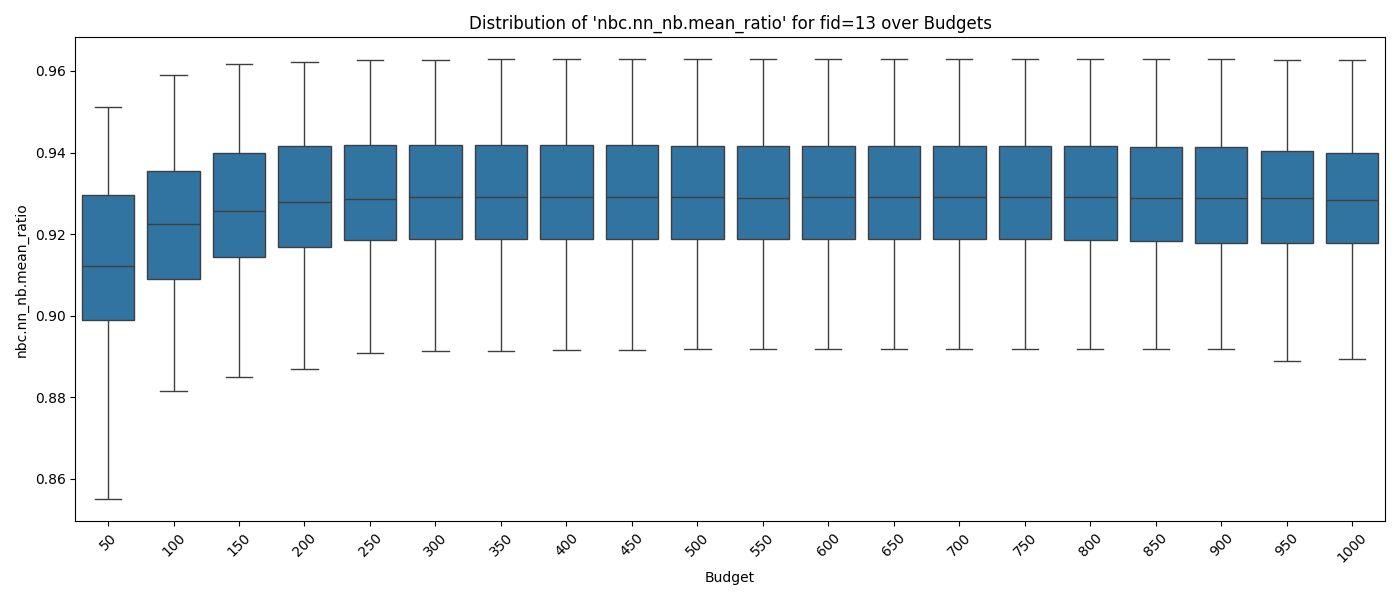 Distribution of 'nbc.nn_nb.mean_ratio' for fid=13 over Budgets
nbc.nn_nb.mean_ratio
0.96
0.94
0.92
0.90
0.88
0.86
50 100 150 200 250 300 350 400 450 500 550 600 650 700 750 800 850 900 950 1000
Budget